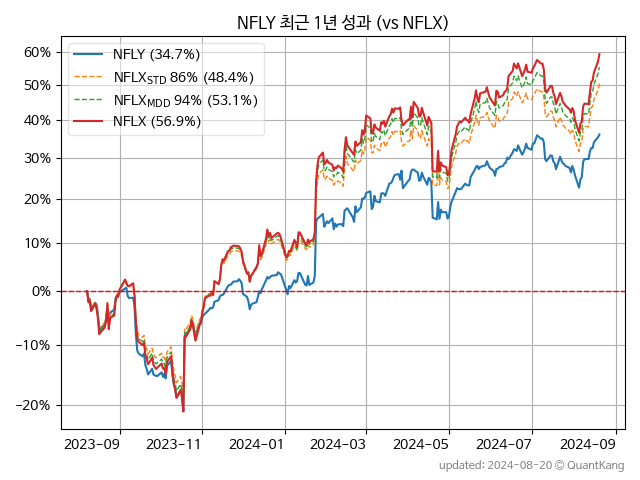 NFLY 최근 1년 성과 (vs NFLX)
60%
50%
40%
30%
20%
10%
0%
−10%
−20%
NFLY (34.7%)
NFLXSTD 86% (48.4%)
NFLXMDD 94% (53.1%)
NFLX (56.9%)
2023-09 2023-11 2024-01 2024-03 2024-05 2024-07 2024-09
updated: 2024-08-20 © QuantKang